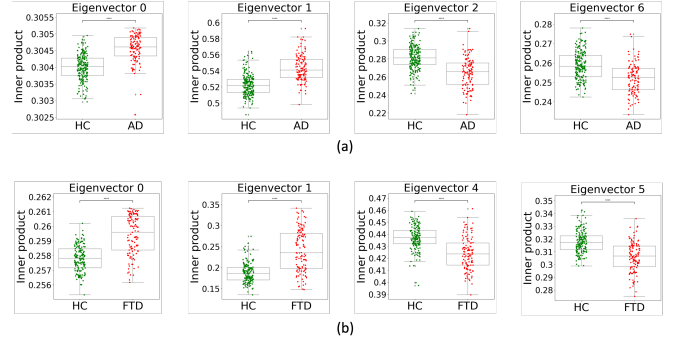 Eigenvector 0
Inner product
0.3055
0.305
0.3045
0.304
0.3035
0.303
0.3025
HC AD
Eigenvector 1
Inner product
0.6
0.58
0.56
0.54
0.52
0.5
HC AD
Eigenvector 2
Inner product
0.32
0.3
0.28
0.26
0.24
0.22
HC AD
Eigenvector 6
Inner product
0.28
0.27
0.26
0.25
0.24
HC AD
(a)
Eigenvector 0
Inner product
0.262
0.261
0.26
0.259
0.258
0.257
0.256
HC FTD
Eigenvector 1
Inner product
0.35
0.3
0.25
0.2
0.15
HC FTD
Eigenvector 4
Inner product
0.47
0.46
0.45
0.44
0.43
0.42
0.41
0.4
0.39
HC FTD
Eigenvector 5
Inner product
0.35
0.34
0.33
0.32
0.31
0.3
0.29
0.28
HC FTD
(b)